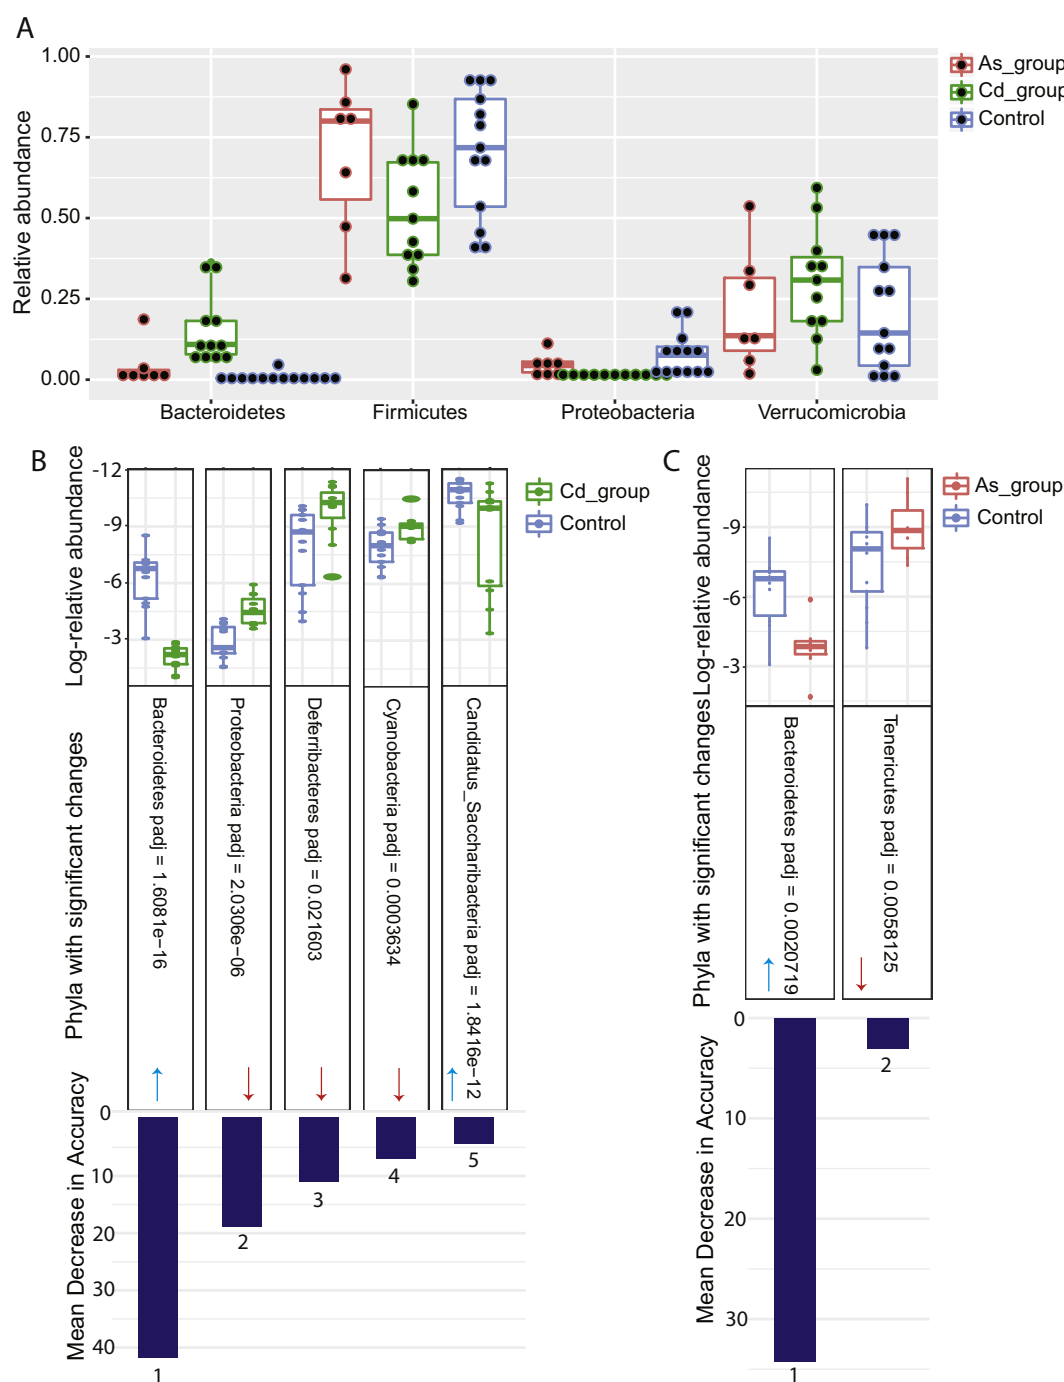 A
1.00
0.75
0.50
0.25
0.00
Relative abundance
Bacteroidetes
Firmicutes
Proteobacteria
Verrucomicrobia
As_group
Cd_group
Control
B
-12
-9
-6
-3
Log-relative abundance
Cd_group
Control
Phyla with significant changes
Bacteroidetes padj = 1.6081e−16
Proteobacteria padj = 2.0306e−06
Deferribacteres padj = 0.021603
Cyanobacteria padj = 0.0003634
Candidatus_Saccharibacteria padj = 1.8416e−12
Mean Decrease in Accuracy
0
10
20
30
40
1
2
3
4
5
C
-9
-6
-3
Log-relative abundance
As_group
Control
Phyla with significant changes
Bacteroidetes padj = 0.0020719
Tenericutes padj = 0.0058125
Mean Decrease in Accuracy
0
10
20
30
1
2